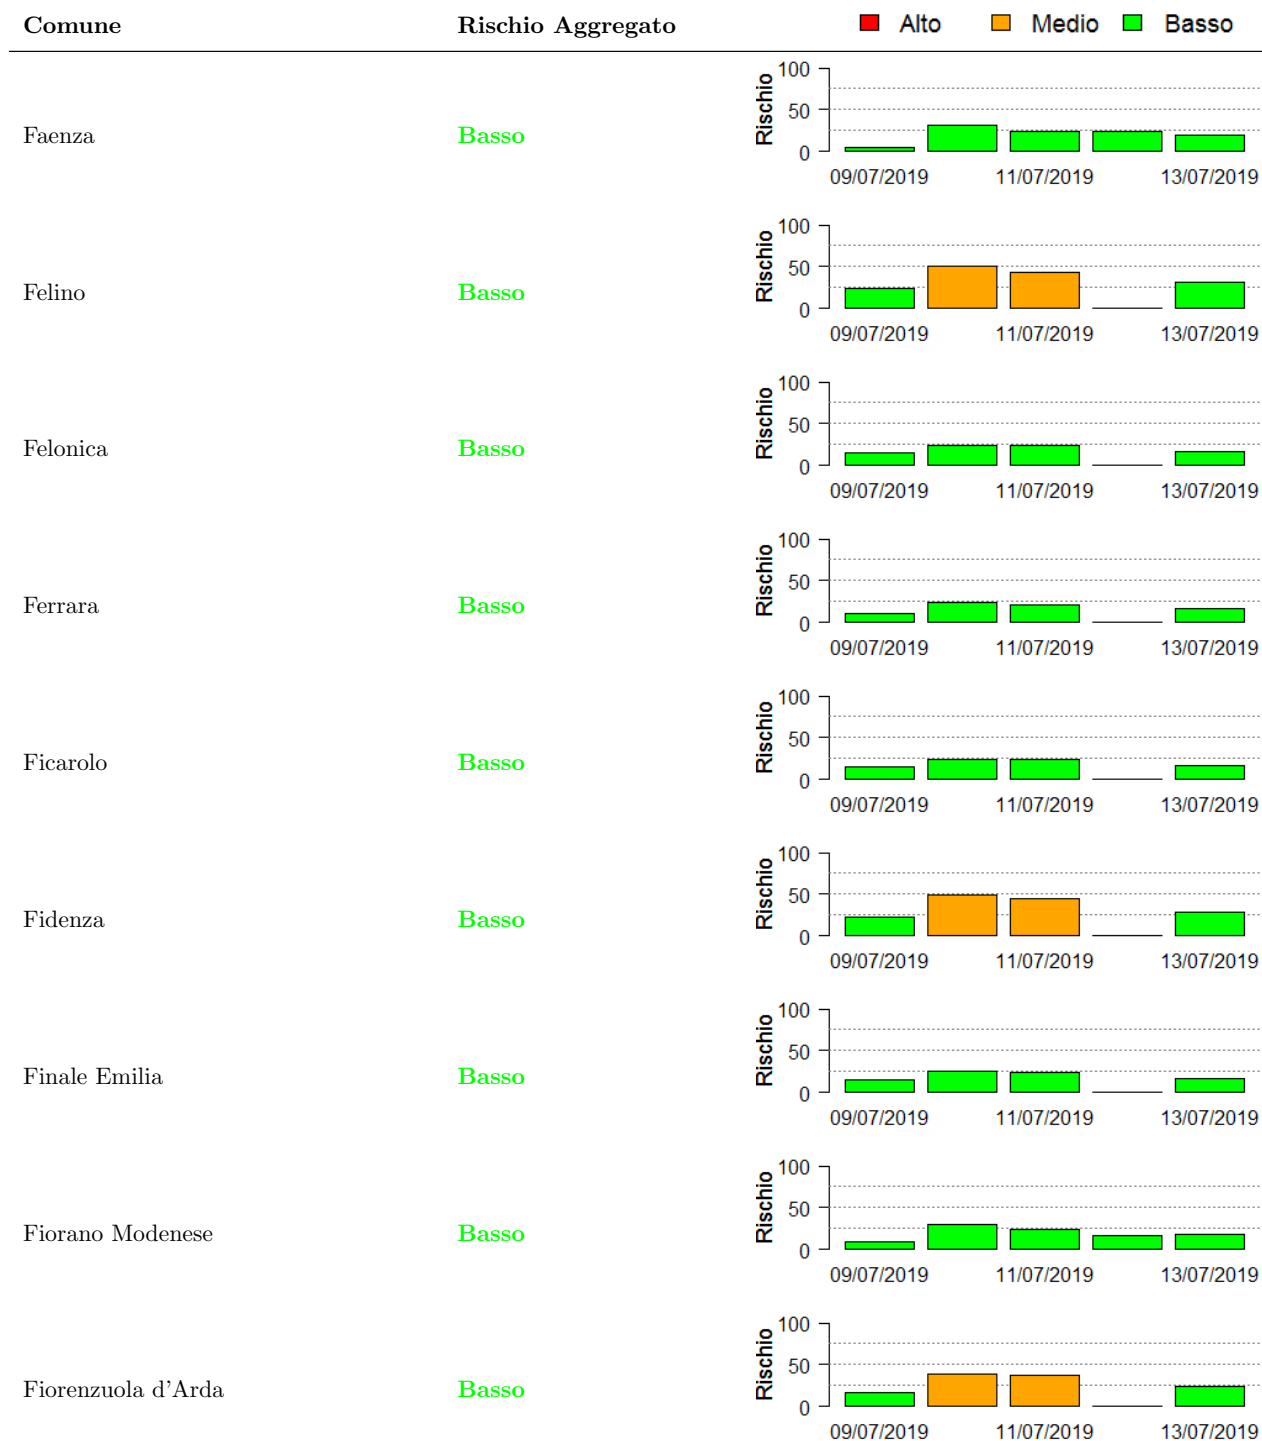 Comune Rischio Aggregato Alto Medio Basso
Faenza Basso Rischio 100 50 0
09/07/2019 11/07/2019 13/07/2019
Felino Basso Rischio 100 50 0
09/07/2019 11/07/2019 13/07/2019
Felonica Basso Rischio 100 50 0
09/07/2019 11/07/2019 13/07/2019
Ferrara Basso Rischio 100 50 0
09/07/2019 11/07/2019 13/07/2019
Ficarolo Basso Rischio 100 50 0
09/07/2019 11/07/2019 13/07/2019
Fidenza Basso Rischio 100 50 0
09/07/2019 11/07/2019 13/07/2019
Finale Emilia Basso Rischio 100 50 0
09/07/2019 11/07/2019 13/07/2019
Fiorano Modenese Basso Rischio 100 50 0
09/07/2019 11/07/2019 13/07/2019
Fiorenzuola d'Arda Basso Rischio 100 50 0
09/07/2019 11/07/2019 13/07/2019